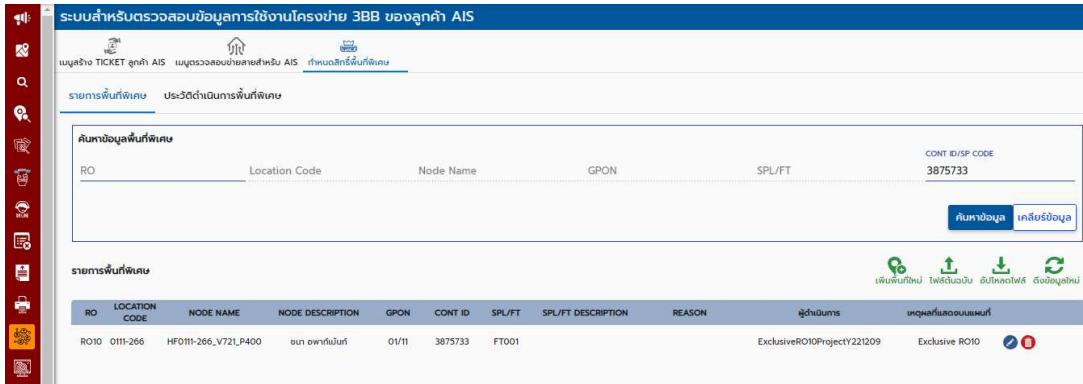 ระบบสำหรับตรวจสอบข้อมูลการใช้งานโครงข่าย 3BB ของลูกค้า AIS
เมนูสร้าง TICKET ลูกค้า AIS เมนูตรวจสอบข่ายสายสำหรับ AIS กำหนดสิทธิ์พื้นที่พิเศษ
รายการพื้นที่พิเศษ ประวัติดำเนินการพื้นที่พิเศษ
ค้นหาข้อมูลพื้นที่พิเศษ
CONT ID/SP CODE
RO Location Code Node Name GPON SPL/FT 3875733
ค้นหาข้อมูล เคลียร์ข้อมูล
รายการพื้นที่พิเศษ
เพิ่มพื้นที่ใหม่ ไฟล์ต้นฉบับ อัปโหลดไฟล์ ดึงข้อมูลใหม่
RO LOCATION CODE NODE NAME NODE DESCRIPTION GPON CONT ID SPL/FT SPL/FT DESCRIPTION REASON ผู้ดำเนินการ เหตุผลที่แสดงบนแผนที่
RO10 0111-266 HF0111-266_V721_P400 01/11 3875733 FT001 ExclusiveRO10ProjectY221209 Exclusive RO10